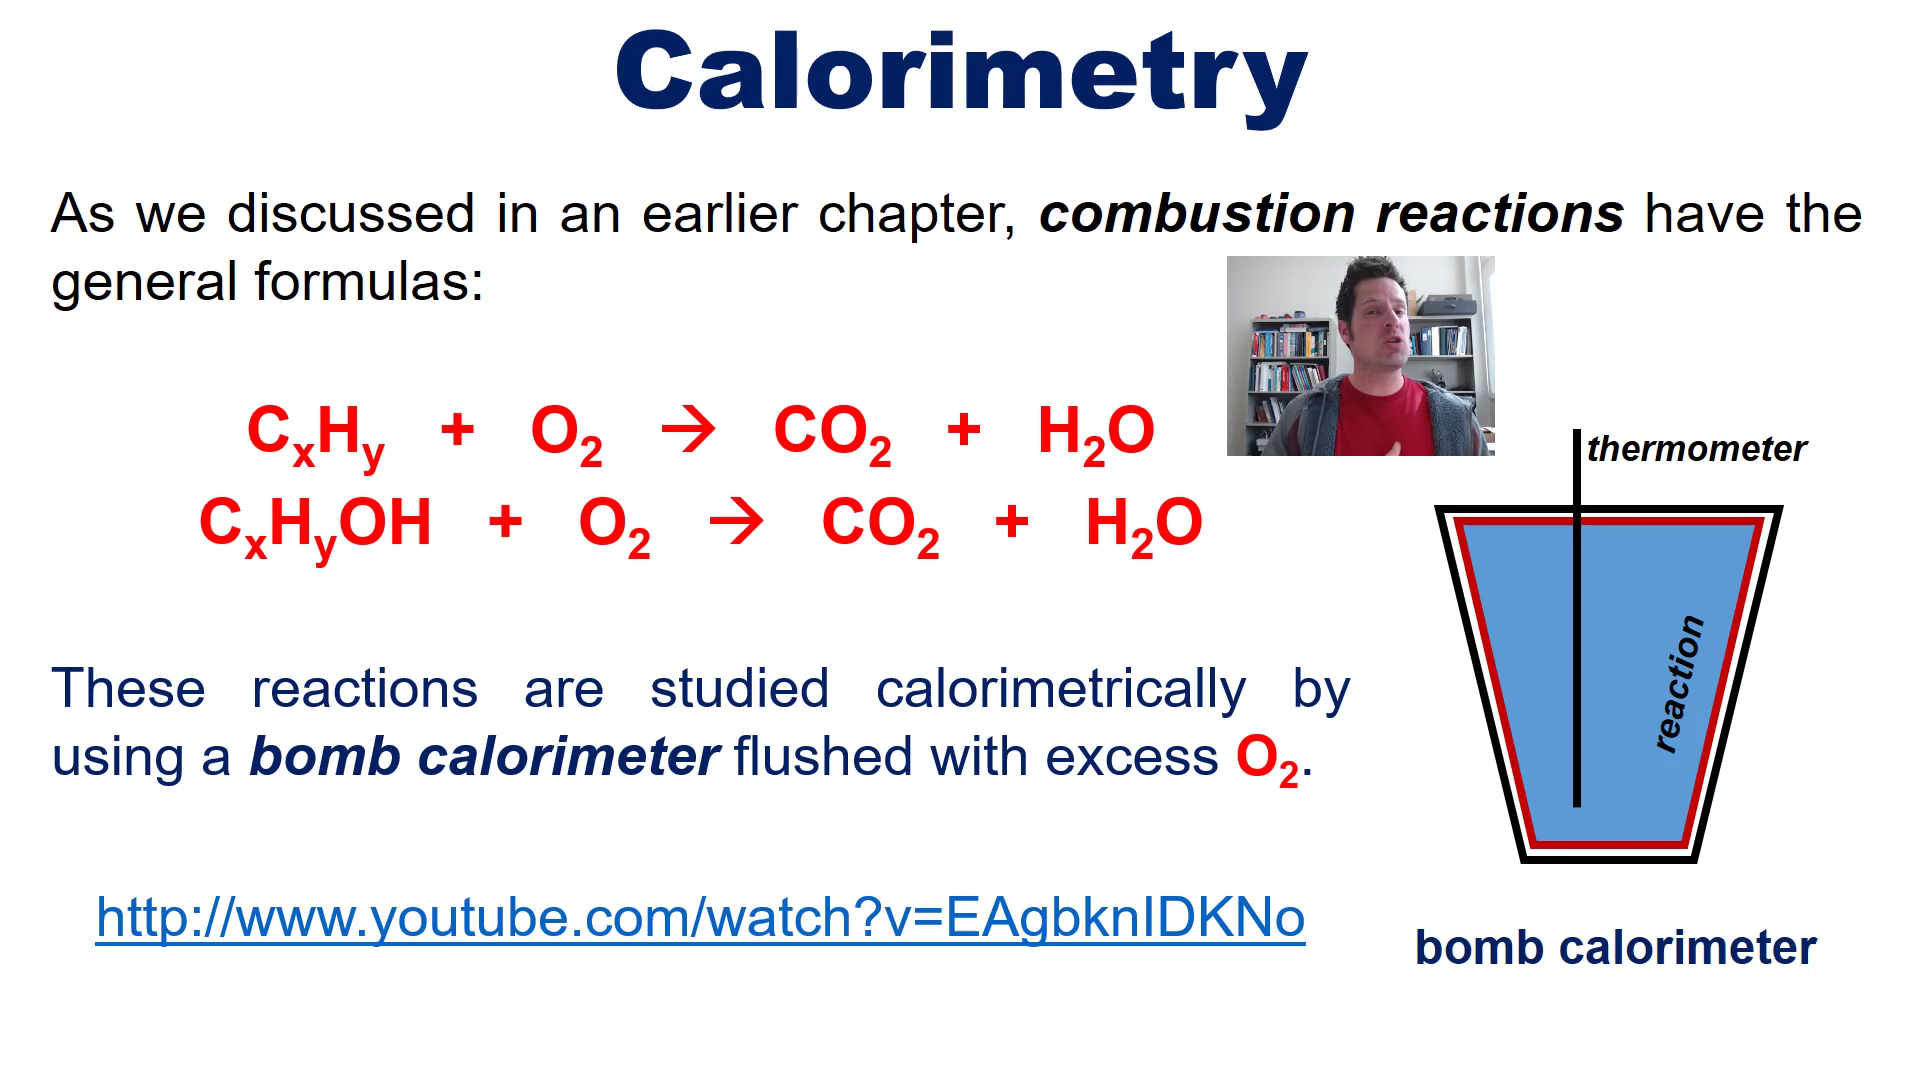 Calorimetry
As we discussed in an earlier chapter, combustion reactions have the
general formulas:
CxHy + O2 → CO2 + H2O
CxHyOH + O2 → CO2 + H2O
thermometer
reaction
These reactions are studied calorimetrically by
using a bomb calorimeter flushed with excess O2.
http://www.youtube.com/watch?v=EAgbknIDKNo
bomb calorimeter